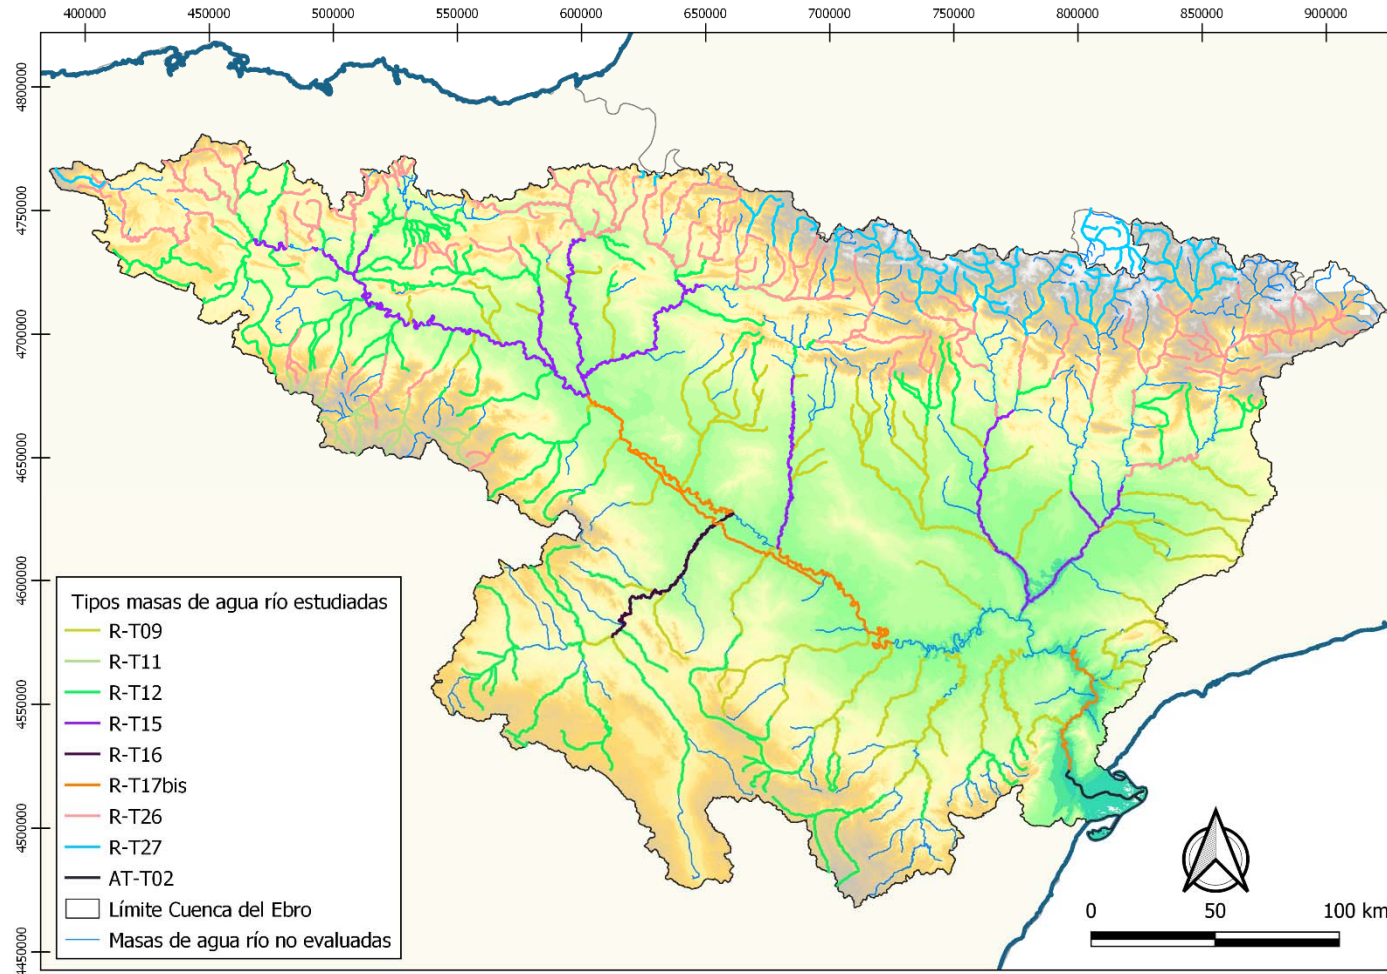 400000 450000 500000 550000 600000 650000 700000 750000 800000 850000 900000
4800000
4750000
4700000
4650000
4600000
4550000
4500000
4450000
Tipos masas de agua río estudiadas
R-T09
R-T11
R-T12
R-T15
R-T16
R-T17bis
R-T26
R-T27
AT-T02
Límite Cuenca del Ebro
Masas de agua río no evaluadas
0 50 100 km